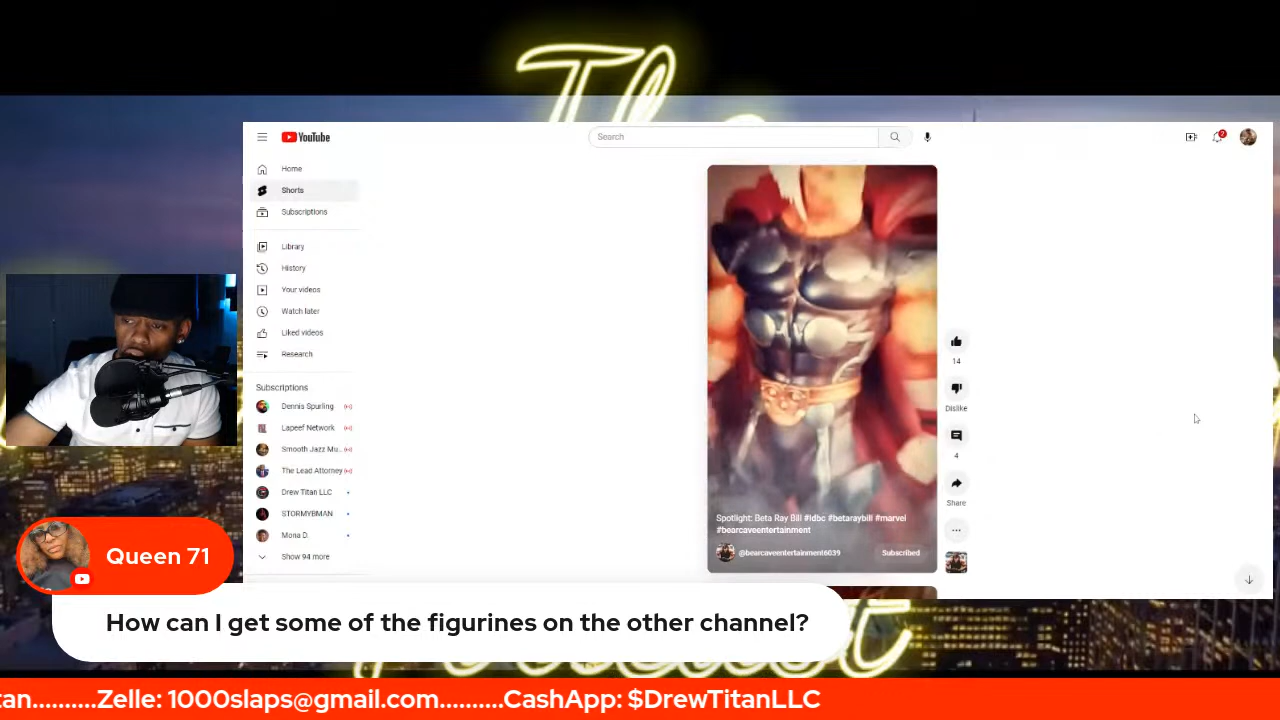 The
YouTube
Search
2
Home
Shorts
Subscriptions
Library
History
Your videos
Watch later
Liked videos
Research
Subscriptions
Dennis Spurling
Lapeef Network
Smooth Jazz Mu...
The Lead Attorney
Drew Titan LLC
STORMYBMAN
Mona D.
Show 94 more
14
Dislike
4
Share
Spotlight: Beta Ray Bill #ldbc #betaraybill #marvel
#bearcaveentertainment
@bearcaveentertainment6039
Subscribed
Queen 71
How can I get some of the figurines on the other channel?
tan..........Zelle: 1000slaps@gmail.com..........CashApp: $DrewTitanLLC